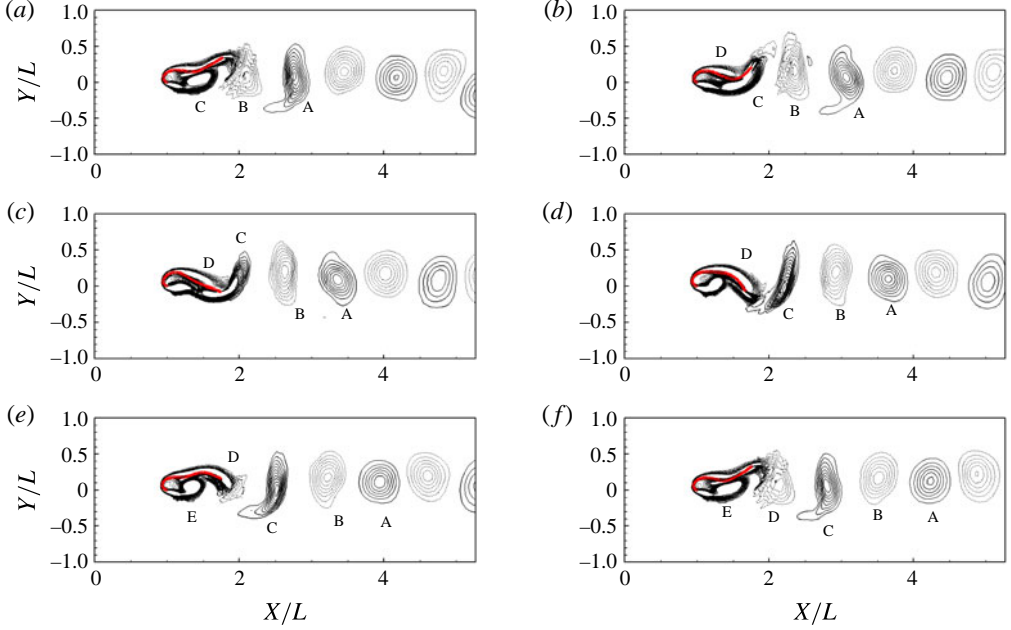 (a) (b)
1.0 1.0
0.5 D
Y/L 0.5
0 0
C B A C B A
−0.5 −0.5
−1.0 −1.0
0 2 4 0 2 4
(c) (d)
1.0 1.0
C
0.5 D 0.5 D
Y/L
0 0
B A C B A
−0.5 −0.5
−1.0 −1.0
0 2 4 0 2 4
(e) (f)
1.0 1.0
0.5 D 0.5
Y/L
0 0
E C B A E D C B A
−0.5 −0.5
−1.0 −1.0
0 2 4 0 2 4
X/L X/L